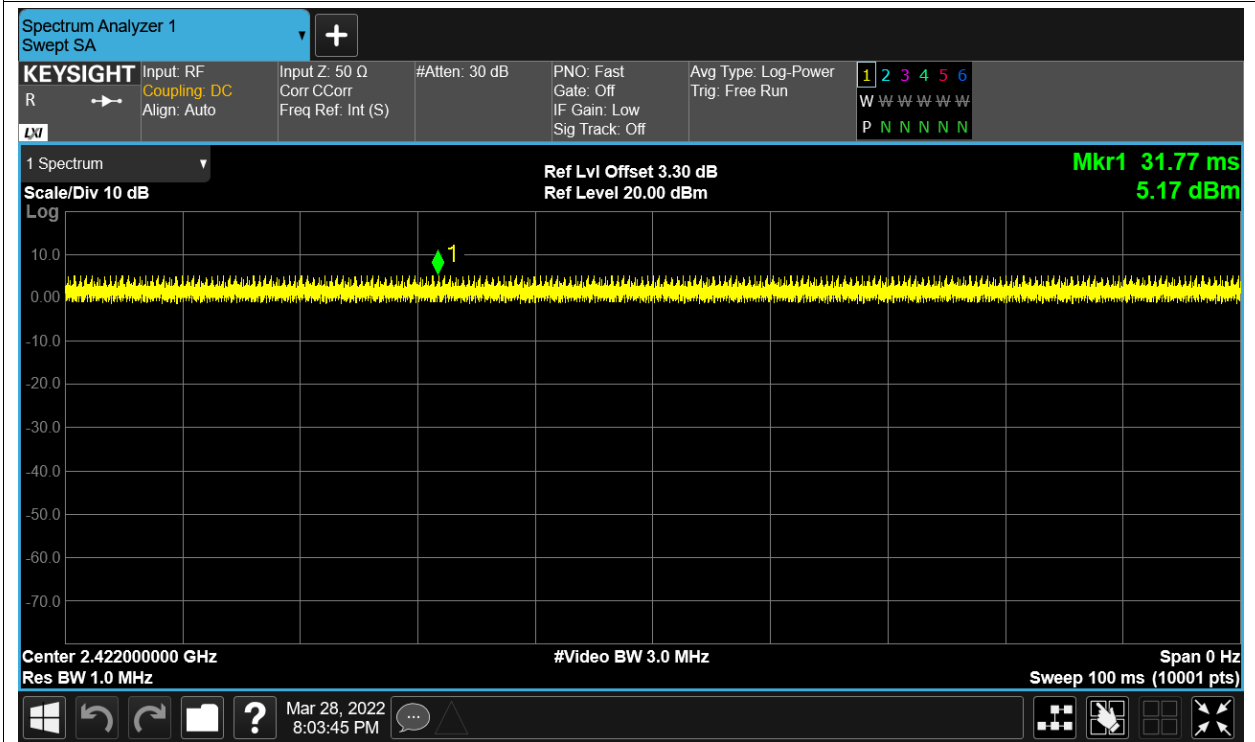 Spectrum Analyzer 1
Swept SA
+
KEYSIGHT
R
LXI
Input: RF
Coupling: DC
Align: Auto
Input Z: 50 Ω
Corr CCorr
Freq Ref: Int (S)
#Atten: 30 dB
PNO: Fast
Gate: Off
IF Gain: Low
Sig Track: Off
Avg Type: Log-Power
Trig: Free Run
1 2 3 4 5 6
W W W W W W
P N N N N N
1 Spectrum
Scale/Div 10 dB
Ref Lvl Offset 3.30 dB
Ref Level 20.00 dBm
Mkr1 31.77 ms
5.17 dBm
Log
1
10.0
0.00
-10.0
-20.0
-30.0
-40.0
-50.0
-60.0
-70.0
Center 2.422000000 GHz
Res BW 1.0 MHz
#Video BW 3.0 MHz
Span 0 Hz
Sweep 100 ms (10001 pts)
?
Mar 28, 2022
8:03:45 PM